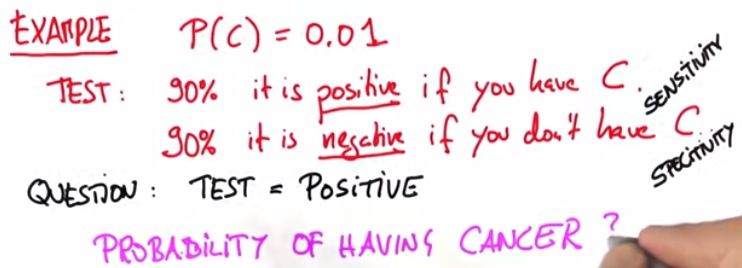 EXAMPLE P(C) = 0.01
TEST: 90% it is positive if you have C. SENSITIVITY
90% it is negative if you don't have C. SPECITIVITY
QUESTION: TEST = POSITIVE
PROBABILITY OF HAVING CANCER ?